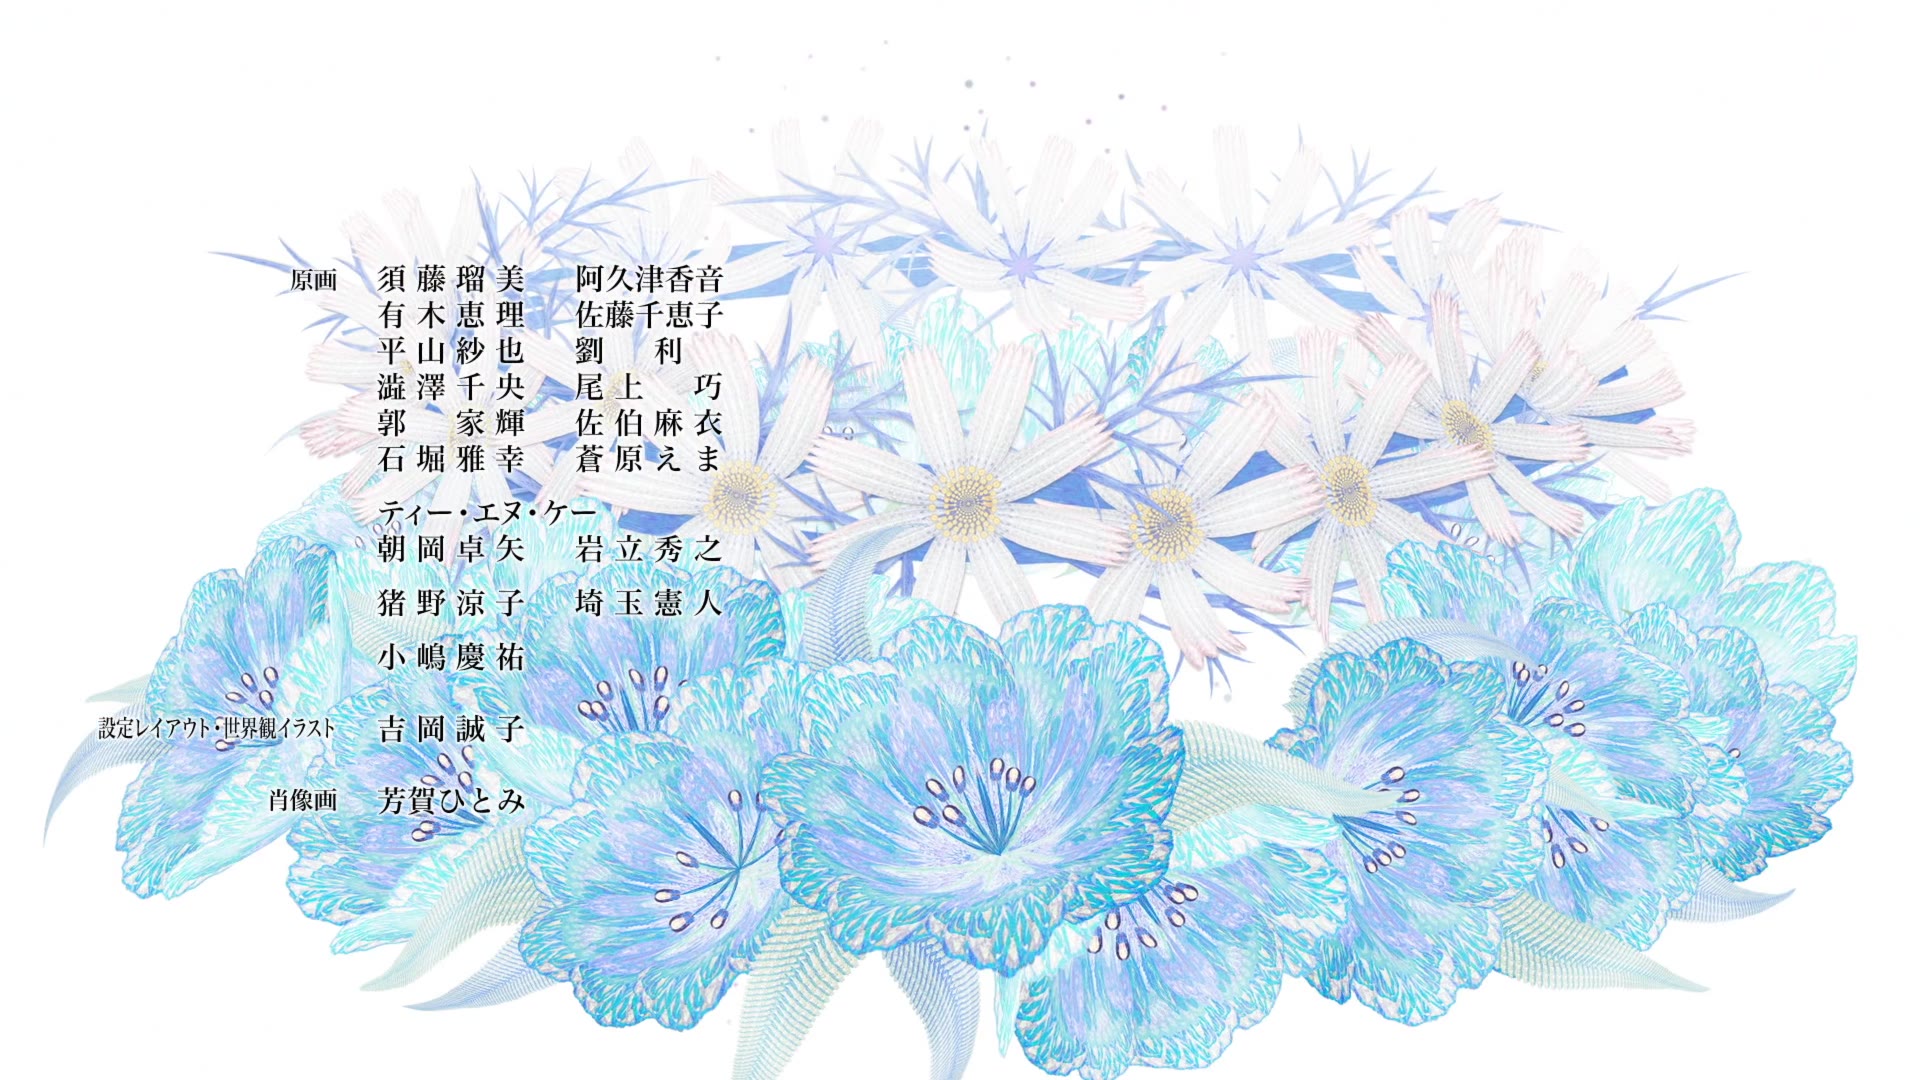 原画 須藤瑠美 阿久津香音
有木恵理 佐藤千恵子
平山紗也 劉 利
澁澤千央 尾上 巧
郭 家輝 佐伯麻衣
石堀雅幸 蒼原えま
ティー・エヌ・ケー
朝岡卓矢 岩立秀之
猪野涼子 埼玉憲人
小嶋慶祐
設定レイアウト・世界観イラスト 吉岡誠子
肖像画 芳賀ひとみ